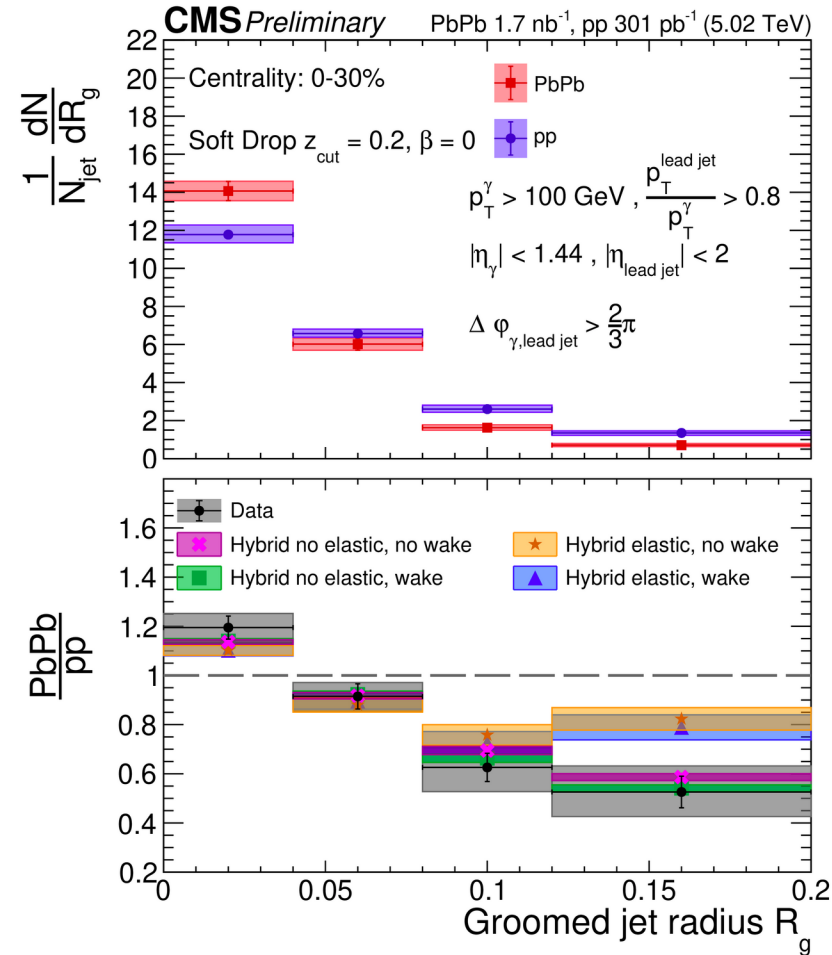 CMS Preliminary PbPb 1.7 nb⁻¹, pp 301 pb⁻¹ (5.02 TeV)
1/N_jet dN/dR_g
22
20
18
16
14
12
10
8
6
4
2
0
Centrality: 0-30%
PbPb
Soft Drop z_cut = 0.2, β = 0
pp
p_T^γ > 100 GeV , p_T^lead jet / p_T^γ > 0.8
|η_γ| < 1.44 , |η_lead jet| < 2
Δ φ_γ,lead jet > 2/3 π
PbPb/pp
1.6
1.4
1.2
1
0.8
0.6
0.4
0.2
Data
Hybrid no elastic, no wake
Hybrid elastic, no wake
Hybrid no elastic, wake
Hybrid elastic, wake
0 0.05 0.1 0.15 0.2
Groomed jet radius R_g